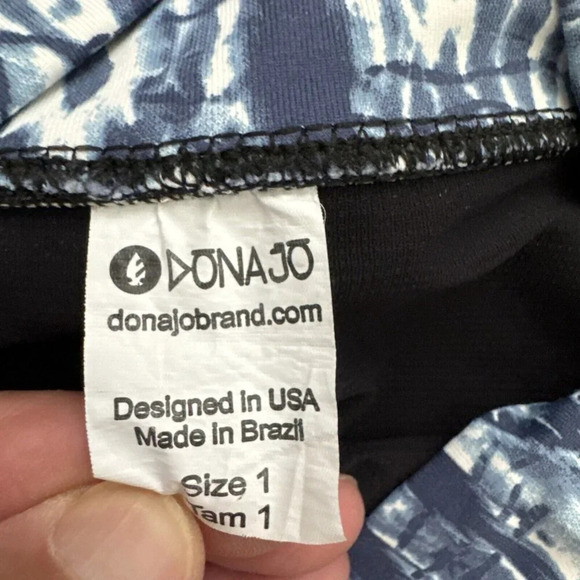 DONAJO
donajobrand.com
Designed in USA
Made in Brazil
Size 1
Tam 1